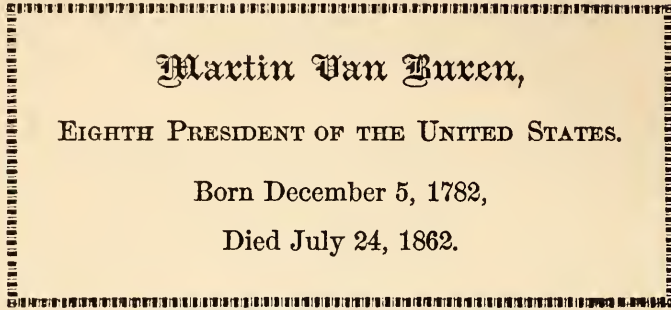 Martin Van Buren,
EIGHTH PRESIDENT OF THE UNITED STATES.
Born December 5, 1782,
Died July 24, 1862.